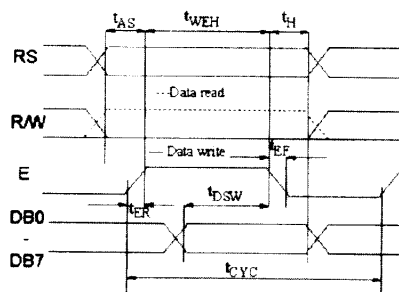 tAS tWEH tH
RS
---Data read
R/W
— Data write tEF
E
tER tDSW
DB0
-
DB7
tCYC